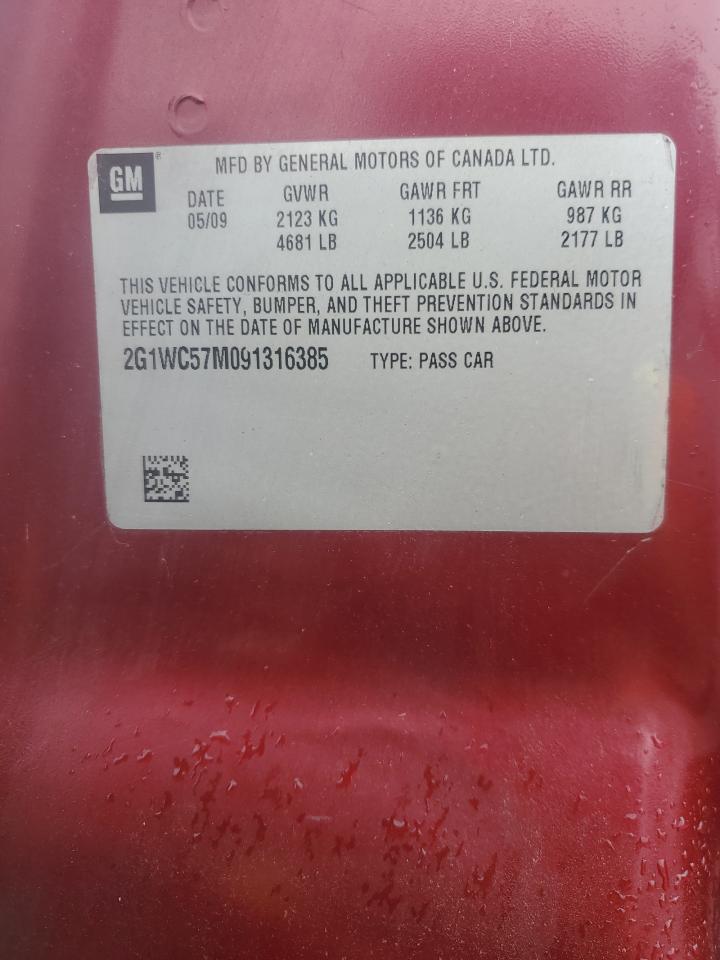 GM®
MFD BY GENERAL MOTORS OF CANADA LTD.
DATE GVWR GAWR FRT GAWR RR
05/09 2123 KG 1136 KG 987 KG
4681 LB 2504 LB 2177 LB
THIS VEHICLE CONFORMS TO ALL APPLICABLE U.S. FEDERAL MOTOR
VEHICLE SAFETY, BUMPER, AND THEFT PREVENTION STANDARDS IN
EFFECT ON THE DATE OF MANUFACTURE SHOWN ABOVE.
2G1WC57M091316385 TYPE: PASS CAR